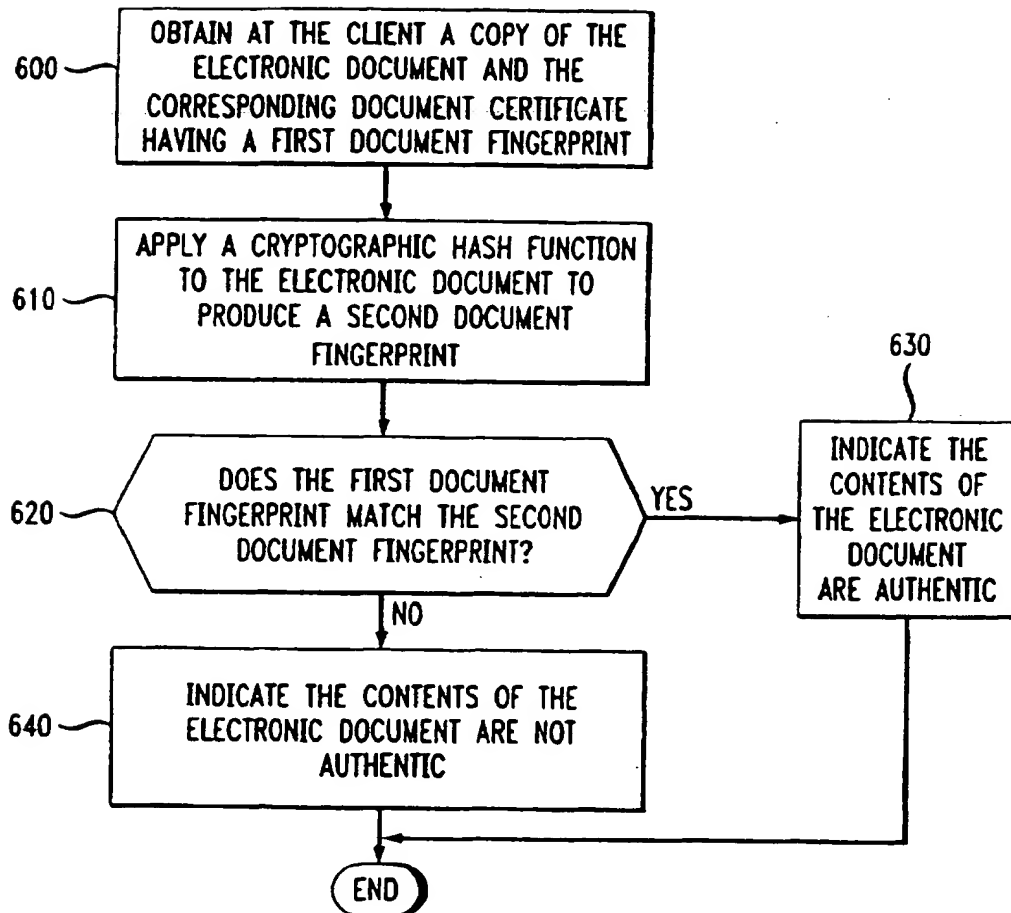 600
OBTAIN AT THE CLIENT A COPY OF THE
ELECTRONIC DOCUMENT AND THE
CORRESPONDING DOCUMENT CERTIFICATE
HAVING A FIRST DOCUMENT FINGERPRINT
610
APPLY A CRYPTOGRAPHIC HASH FUNCTION
TO THE ELECTRONIC DOCUMENT TO
PRODUCE A SECOND DOCUMENT
FINGERPRINT
620
DOES THE FIRST DOCUMENT
FINGERPRINT MATCH THE SECOND
DOCUMENT FINGERPRINT?
YES
630
INDICATE THE
CONTENTS OF
THE ELECTRONIC
DOCUMENT
ARE AUTHENTIC
NO
640
INDICATE THE CONTENTS OF THE
ELECTRONIC DOCUMENT ARE NOT
AUTHENTIC
END